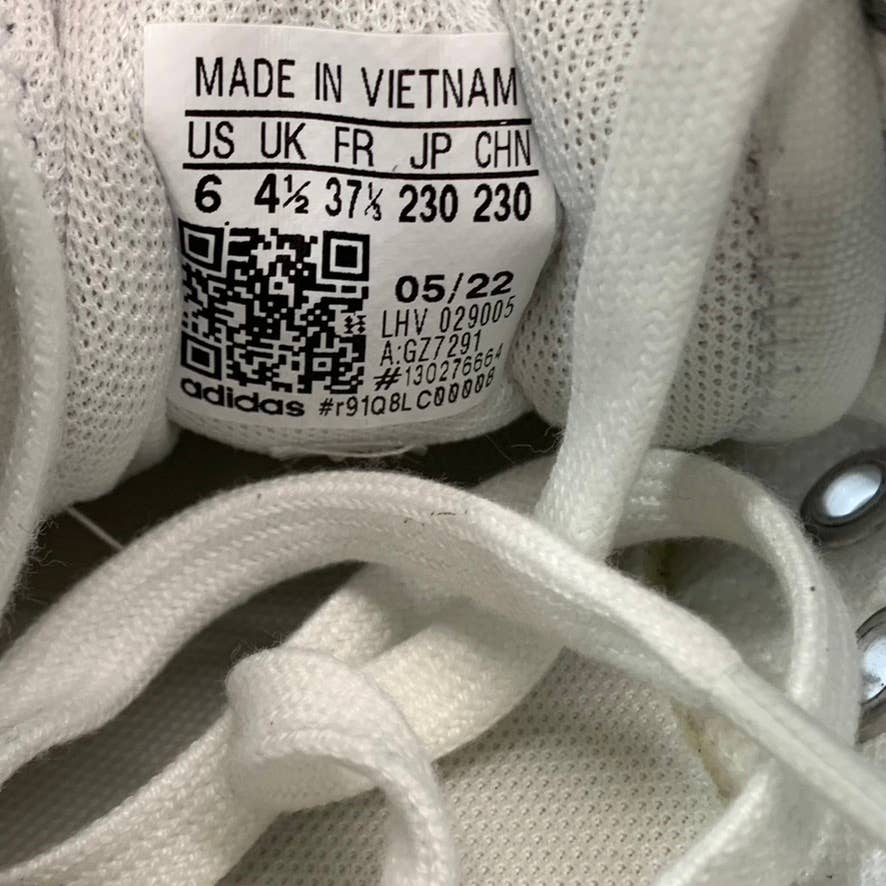 MADE IN VIETNAM
US UK FR JP CHN
6 4½ 37⅓ 230 230
05/22
LHV 029005
A:GZ7291
#130276664
adidas #r91Q8LC00008